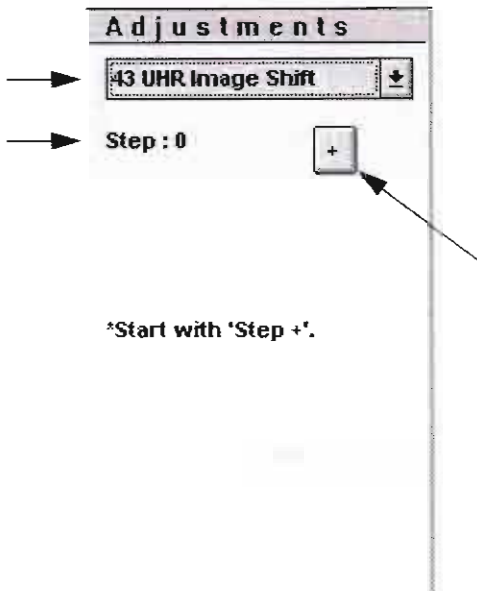 Adjustments
43 UHR Image Shift
Step : 0
+
*Start with 'Step +'.